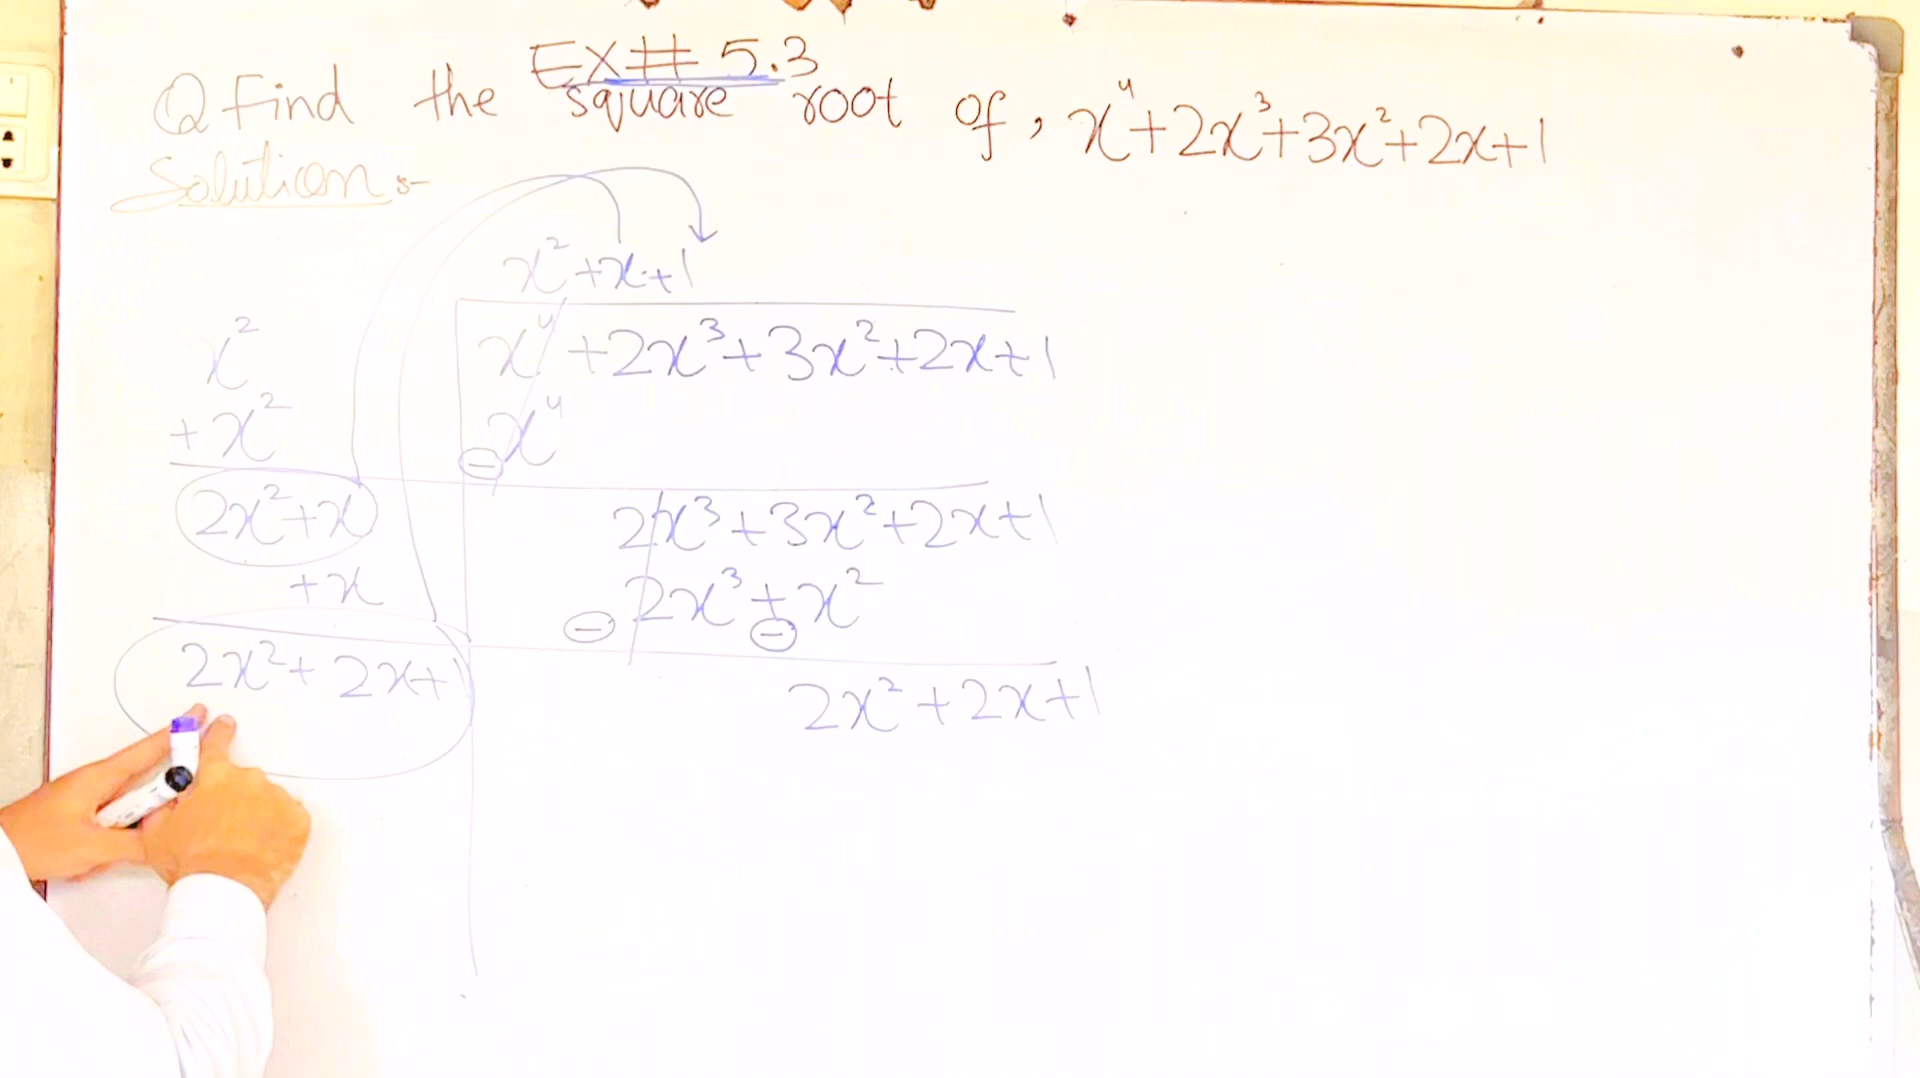 Ex# 5.3
Q Find the square root of, x⁴+2x³+3x²+2x+1
Solution:-
x²+x+1
x² x⁴+2x³+3x²+2x+1
+x² ⊖x⁴
2x²+x 2x³+3x²+2x+1
+x ⊖2x³+⊖x²
2x²+2x+1 2x²+2x+1